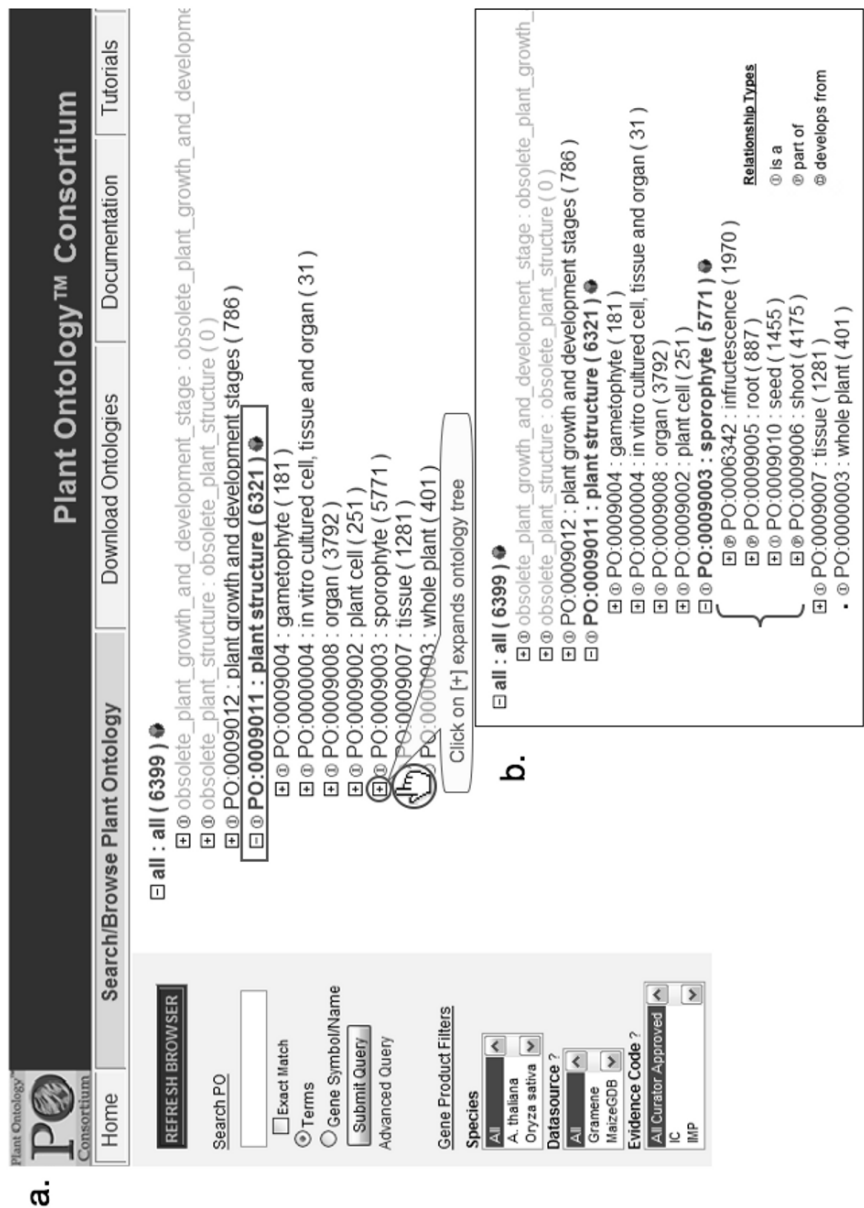 a.
Plant Ontology™
PO
Consortium
Plant Ontology™ Consortium
Home
Search/Browse Plant Ontology
Download Ontologies
Documentation
Tutorials
REFRESH BROWSER
Search PO
Exact Match
Terms
Gene Symbol/Name
Submit Query
Advanced Query
Gene Product Filters
Species
All
A. thaliana
Oryza sativa
Datasource ?
All
Gramene
MaizeGDB
Evidence Code ?
All Curator Approved
IC
IMP
all : all ( 6399 )
obsolete_plant_growth_and_development_stage : obsolete_plant_growth_and_developme
obsolete_plant_structure : obsolete_plant_structure ( 0 )
PO:0009012 : plant growth and development stages ( 786 )
PO:0009011 : plant structure ( 6321 )
PO:0009004 : gametophyte ( 181 )
PO:0000004 : in vitro cultured cell, tissue and organ ( 31 )
PO:0009008 : organ ( 3792 )
PO:0009002 : plant cell ( 251 )
PO:0009003 : sporophyte ( 5771 )
PO:0009007 : tissue ( 1281 )
PO:0000003 : whole plant ( 401 )
Click on [+] expands ontology tree
b.
all : all ( 6399 )
obsolete_plant_growth_and_development_stage : obsolete_plant_growth_
obsolete_plant_structure : obsolete_plant_structure ( 0 )
PO:0009012 : plant growth and development stages ( 786 )
PO:0009011 : plant structure ( 6321 )
PO:0009004 : gametophyte ( 181 )
PO:0000004 : in vitro cultured cell, tissue and organ ( 31 )
PO:0009008 : organ ( 3792 )
PO:0009002 : plant cell ( 251 )
PO:0009003 : sporophyte ( 5771 )
Ⓟ PO:0006342 : infructescence ( 1970 )
Ⓟ PO:0009005 : root ( 887 )
PO:0009010 : seed ( 1455 )
Ⓟ PO:0009006 : shoot ( 4175 )
PO:0009007 : tissue ( 1281 )
PO:0000003 : whole plant ( 401 )
Relationship Types
Ⓘ is a
Ⓟ part of
Ⓓ develops from